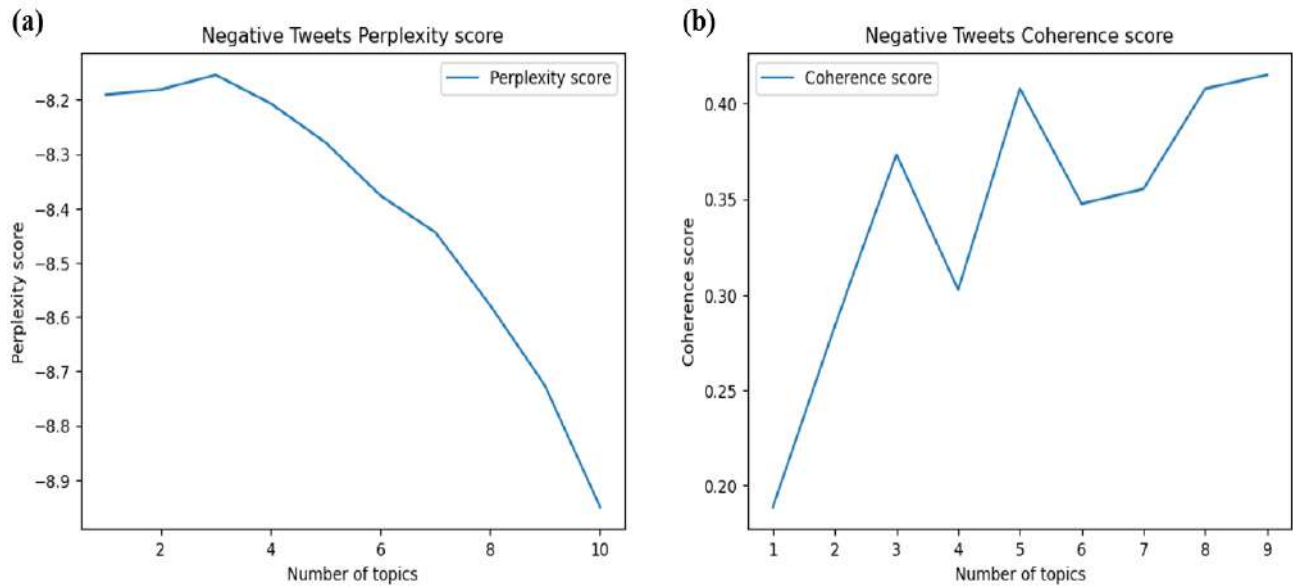 (a)
Negative Tweets Perplexity score
Perplexity score
−8.2
−8.3
−8.4
−8.5
−8.6
−8.7
−8.8
−8.9
Perplexity score
2 4 6 8 10
Number of topics
(b)
Negative Tweets Coherence score
Coherence score
0.40
0.35
0.30
0.25
0.20
Coherence score
1 2 3 4 5 6 7 8 9
Number of topics